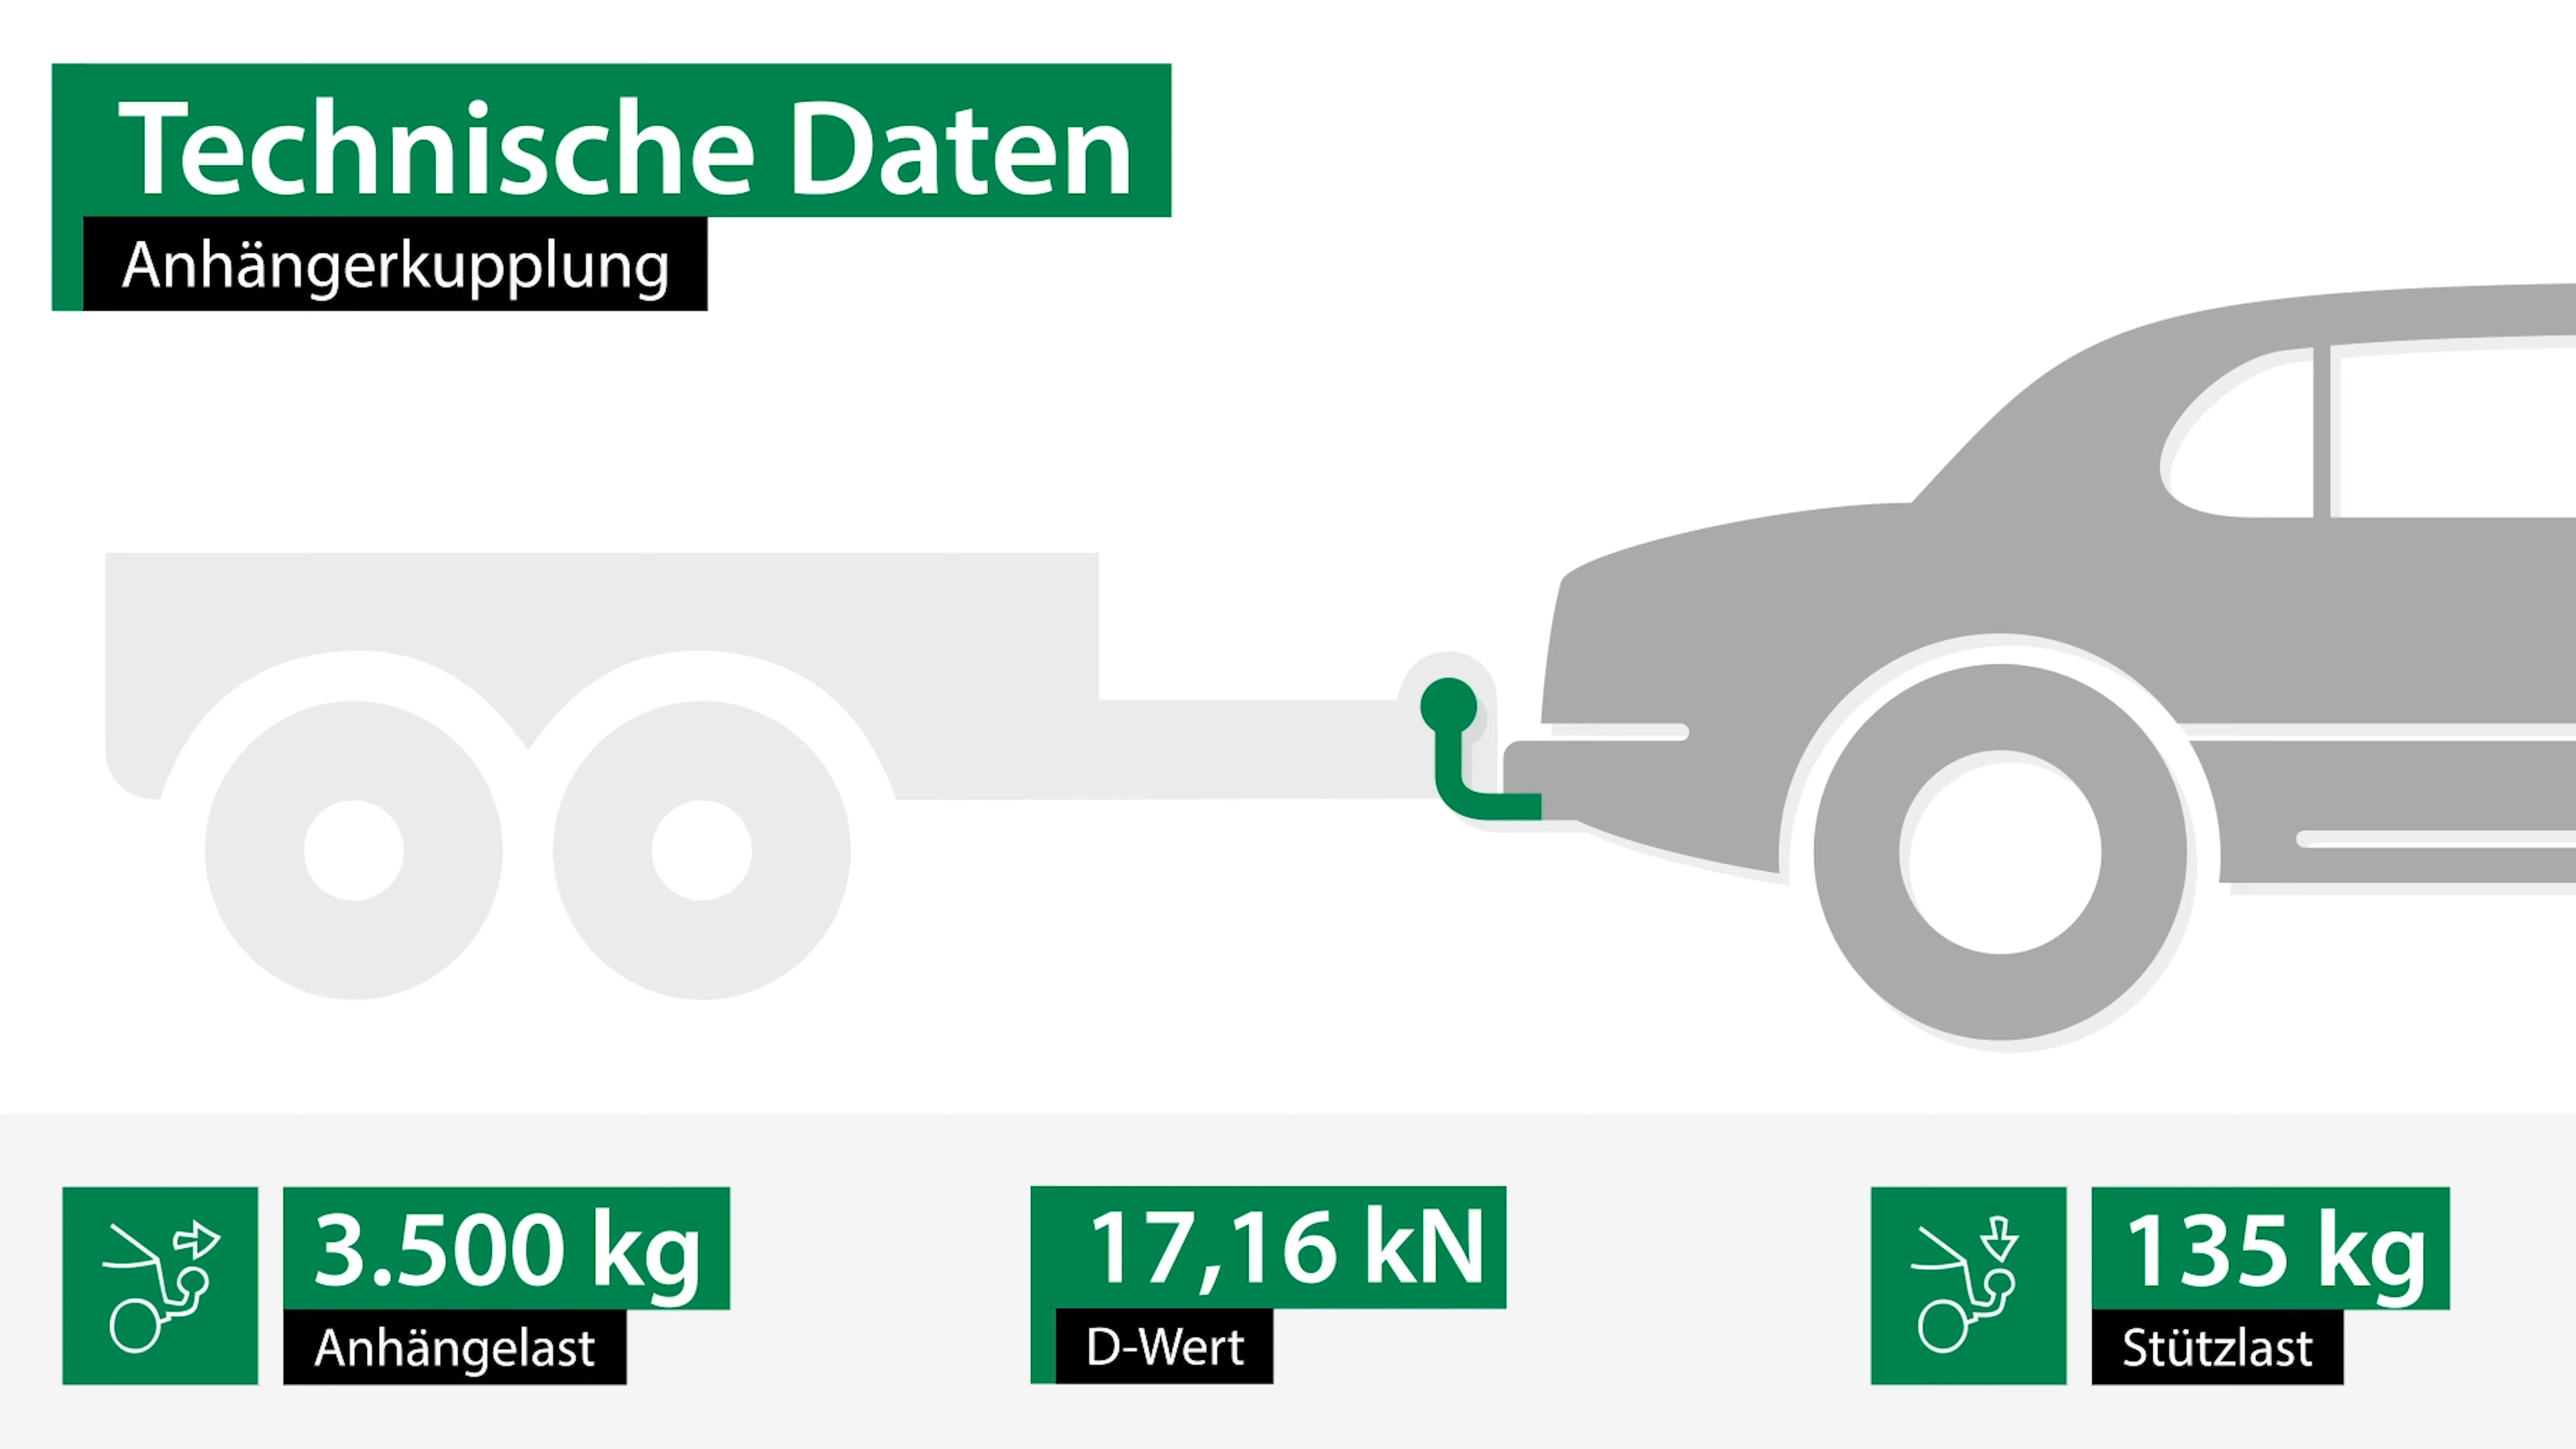 Technische Daten
Anhängerkupplung
3.500 kg
Anhängelast
17,16 kN
D-Wert
135 kg
Stützlast